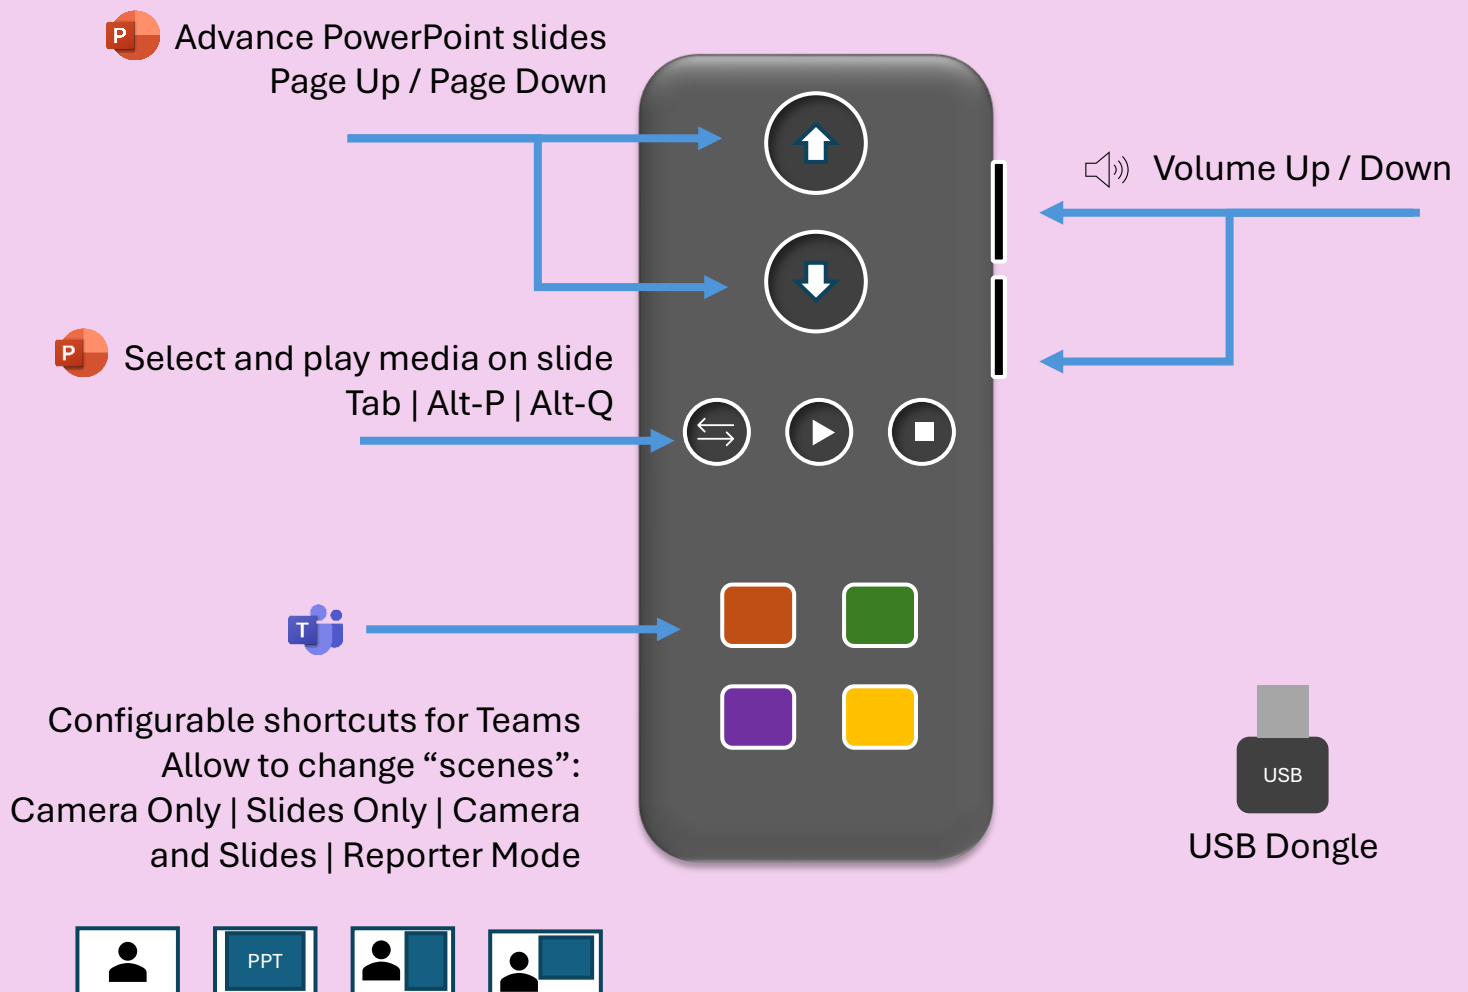 P Advance PowerPoint slides
Page Up / Page Down
Volume Up / Down
P Select and play media on slide
Tab | Alt-P | Alt-Q
T
Configurable shortcuts for Teams
Allow to change “scenes”:
Camera Only | Slides Only | Camera
and Slides | Reporter Mode
USB
USB Dongle
PPT